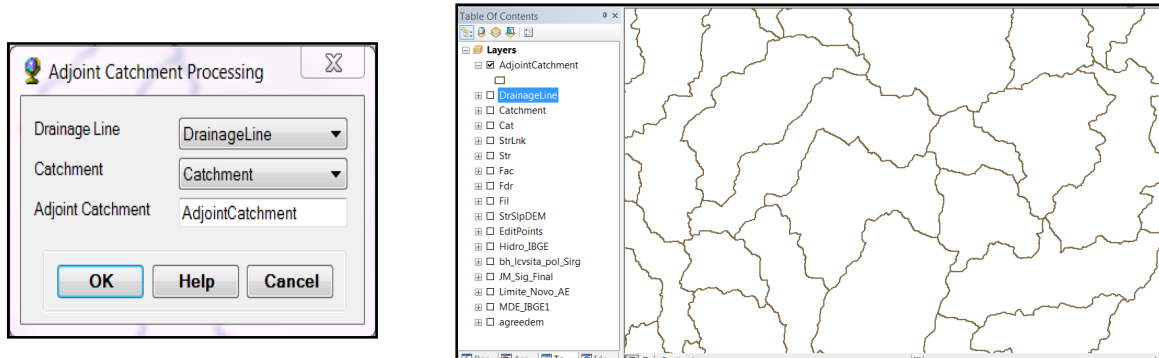 Adjoint Catchment Processing
Drainage Line
DrainageLine
Catchment
Catchment
Adjoint Catchment
AdjointCatchment
OK
Help
Cancel
Table Of Contents
Layers
AdjointCatchment
DrainageLine
Catchment
Cat
StrLnk
Str
Fac
Fdr
Fil
StrSlpDEM
EditPoints
Hidro_IBGE
bh_lcvsita_pol_Sirg
JM_Sig_Final
Limite_Novo_AE
MDE_IBGE1
agreedem